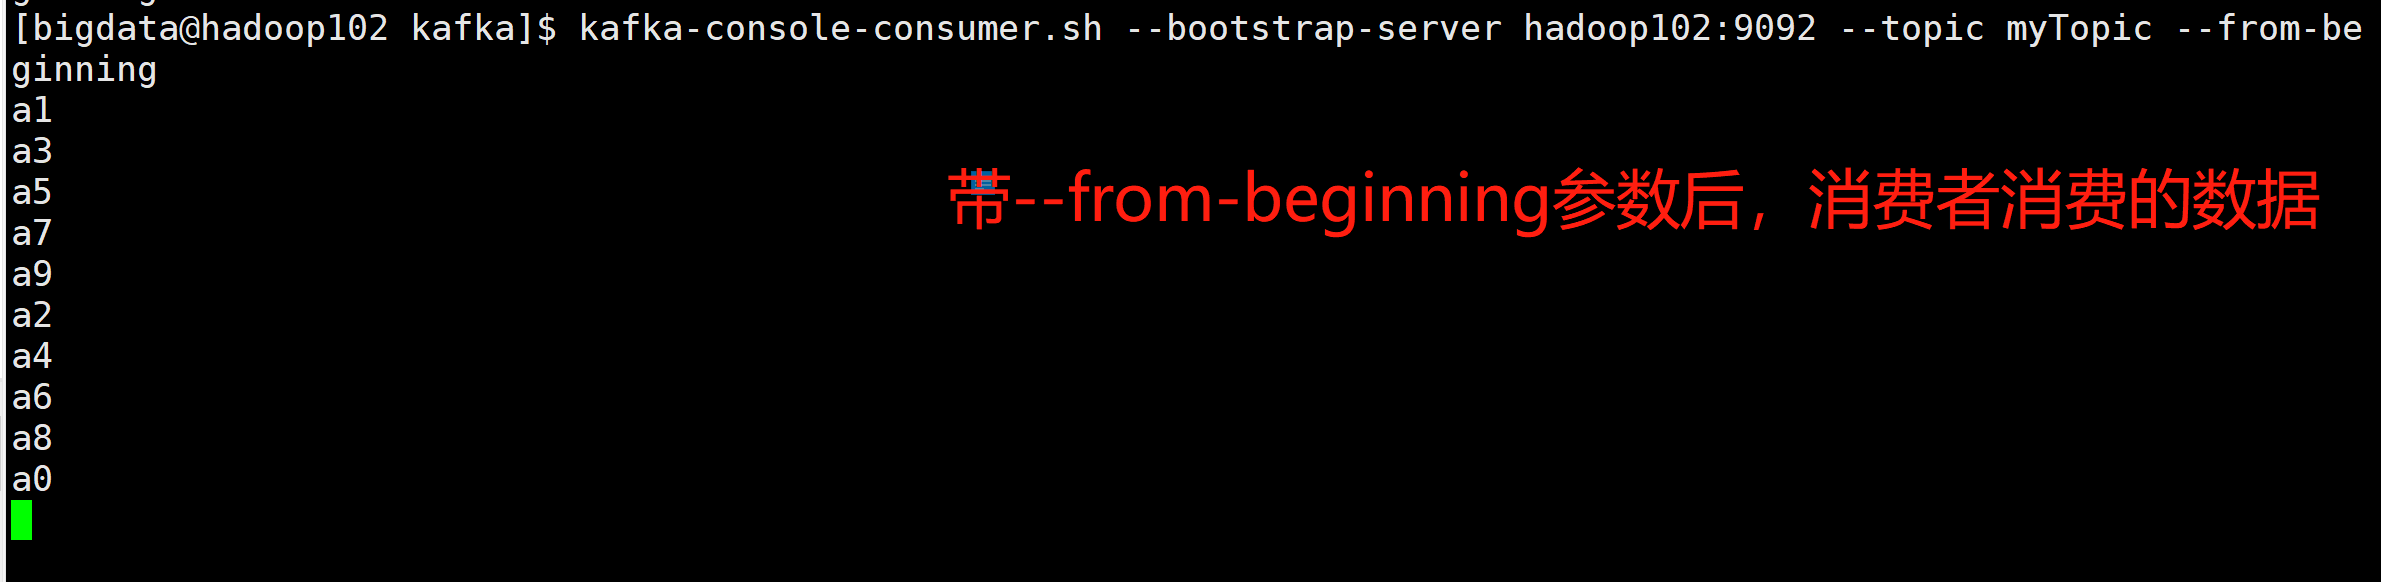 [bigdata@hadoop102 kafka]$ kafka-console-consumer.sh --bootstrap-server hadoop102:9092 --topic myTopic --from-be
ginning
a1
a3
带--from-beginning参数后，消费者消费的数据
a5
a7
a9
a2
a4
a6
a8
a0